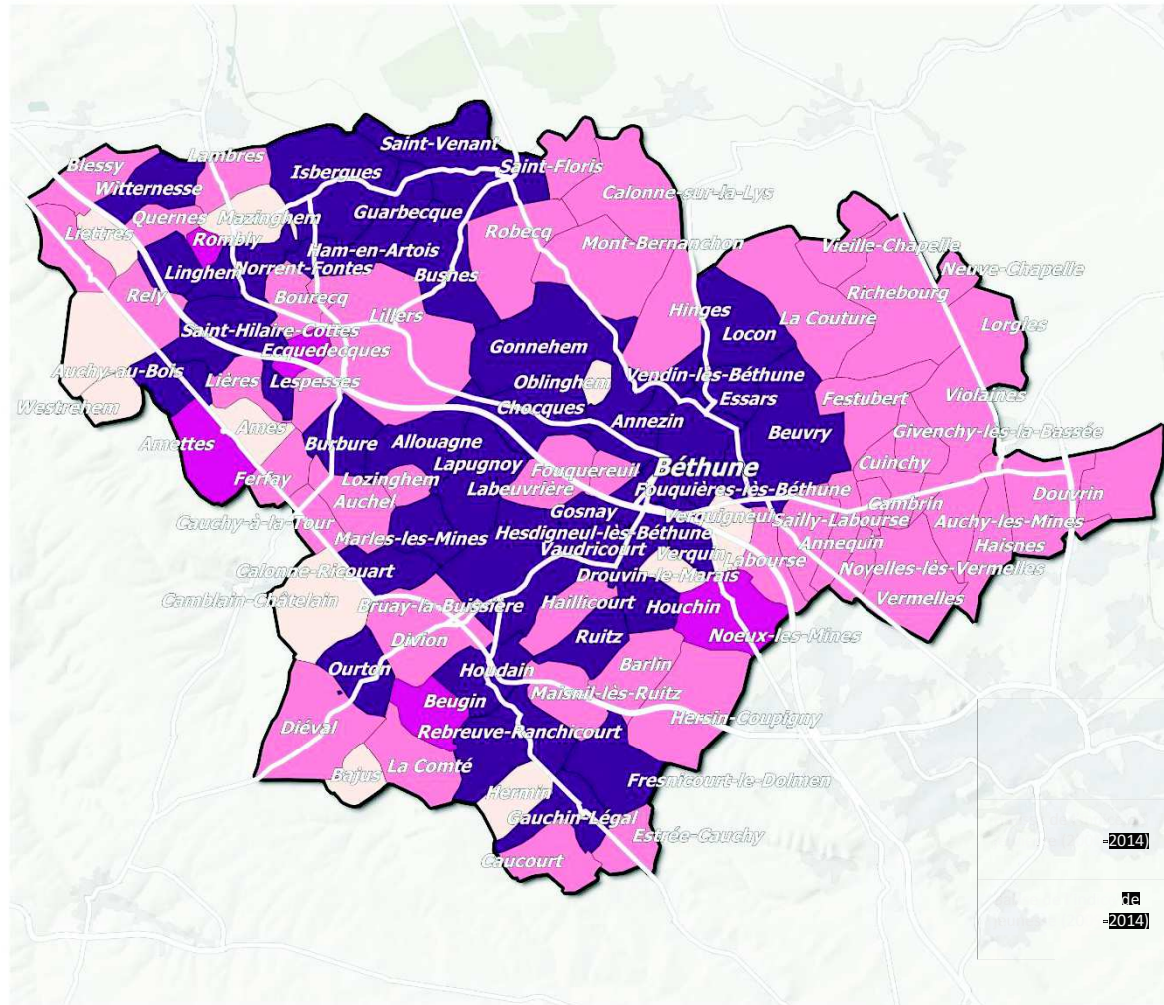 Saint-Venant
Lambres
Blessy
Saint-Floris
Isbergues
Witternesse
Calonne-sur-la-Lys
Guarbecque
Quernes
Mazinghem
Liettres
Rombly
Robecq
Mont-Bernanchon
Vieille-Chapelle
Ham-en-Artois
Neuve-Chapelle
Linghem
Norrent-Fontes
Busnes
Richebourg
Rely
Bourecq
Lillers
Hinges
La Couture
Lorgies
Saint-Hilaire-Cottes
Locon
Ecquedecques
Gonnehem
Auchy-au-Bois
Lières
Lespesses
Oblinghem
Vendin-lès-Béthune
Westrehem
Chocques
Essars
Festubert
Violaines
Ames
Annezin
Amettes
Burbure
Allouagne
Beuvry
Givenchy-lès-la-Bassée
Lapugnoy
Fouquereuil
Béthune
Cuinchy
Ferfay
Lozinghem
Labeuvrière
Fouquières-lès-Béthune
Douvrin
Auchel
Cambrin
Gosnay
Verquigneul
Sailly-Labourse
Auchy-les-Mines
Cauchy-à-la-Tour
Hesdigneul-lès-Béthune
Marles-les-Mines
Vaudricourt
Annequin
Haisnes
Verquin
Labourse
Calonne-Ricouart
Drouvin-le-Marais
Noyelles-lès-Vermelles
Camblain-Châtelain
Bruay-la-Buissière
Haillicourt
Houchin
Vermelles
Divion
Ruitz
Noeux-les-Mines
Ourton
Houdain
Barlin
Beugin
Maisnil-lès-Ruitz
Diéval
Rebreuve-Ranchicourt
Hersin-Coupigny
Bajus
La Comté
Fresnicourt-le-Dolmen
Hermin
Gauchin-Légal
Estrée-Cauchy
Caucourt
-2014)
de
-2014)